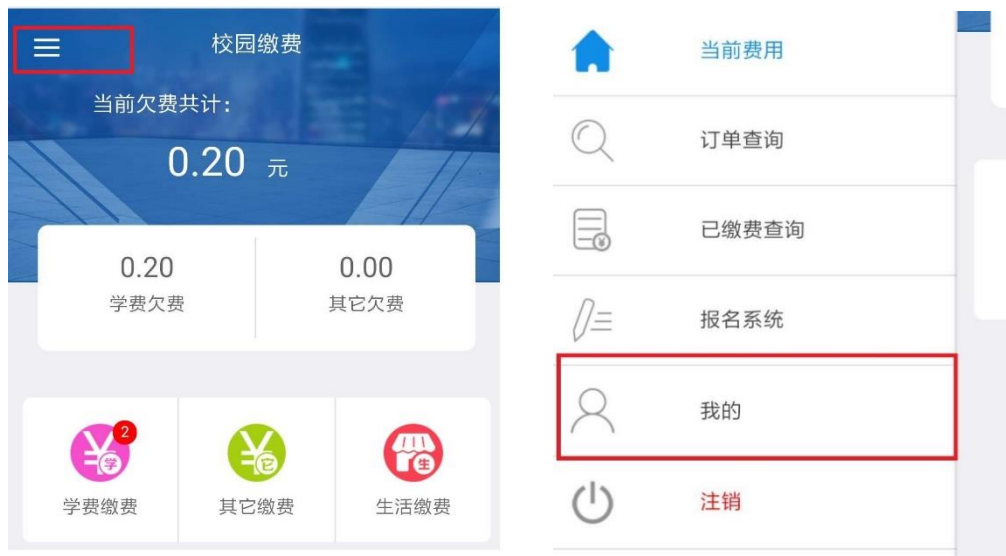 校园缴费
当前欠费共计：
0.20 元
0.20
0.00
学费欠费
其它欠费
2
学
它
生
学费缴费
其它缴费
生活缴费
当前费用
订单查询
已缴费查询
报名系统
我的
注销